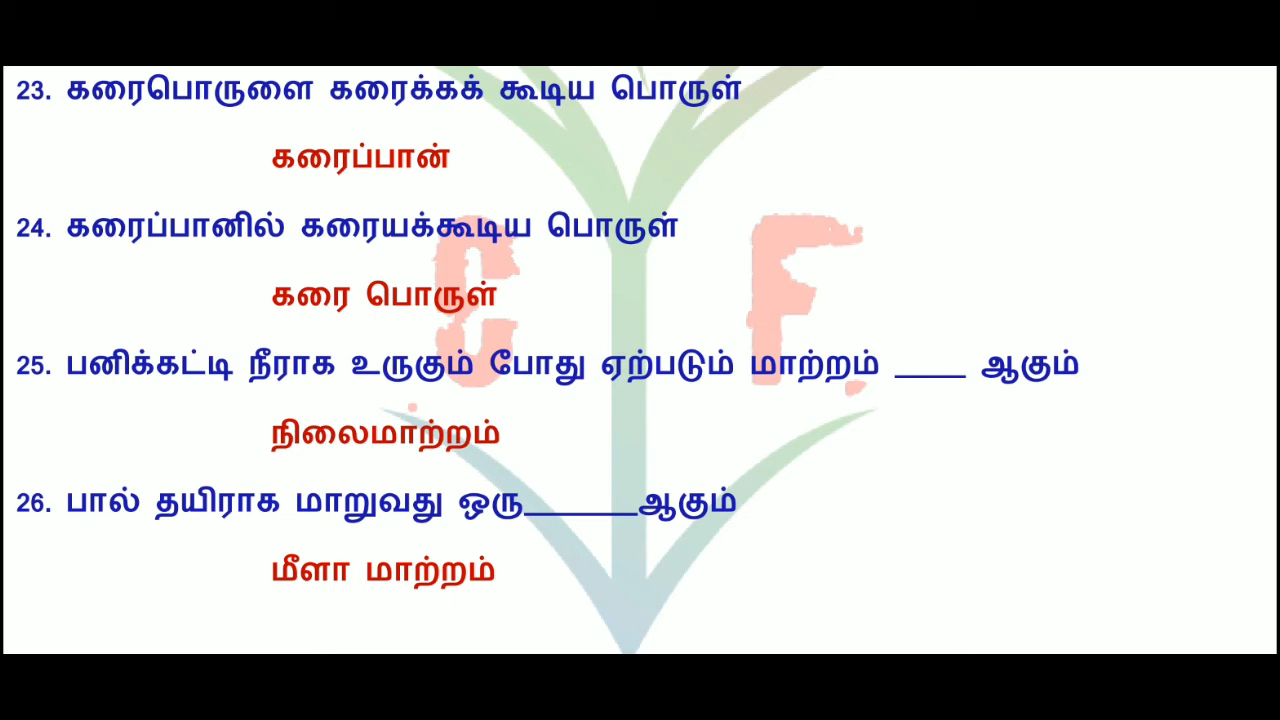 23. கரைபொருளை கரைக்கக் கூடிய பொருள்
கரைப்பான்
24. கரைப்பானில் கரையக்கூடிய பொருள்
கரை பொருள்
25. பனிக்கட்டி நீராக உருகும் போது ஏற்படும் மாற்றம் ____ ஆகும்
நிலைமாற்றம்
26. பால் தயிராக மாறுவது ஒரு_______ஆகும்
மீளா மாற்றம்
C F